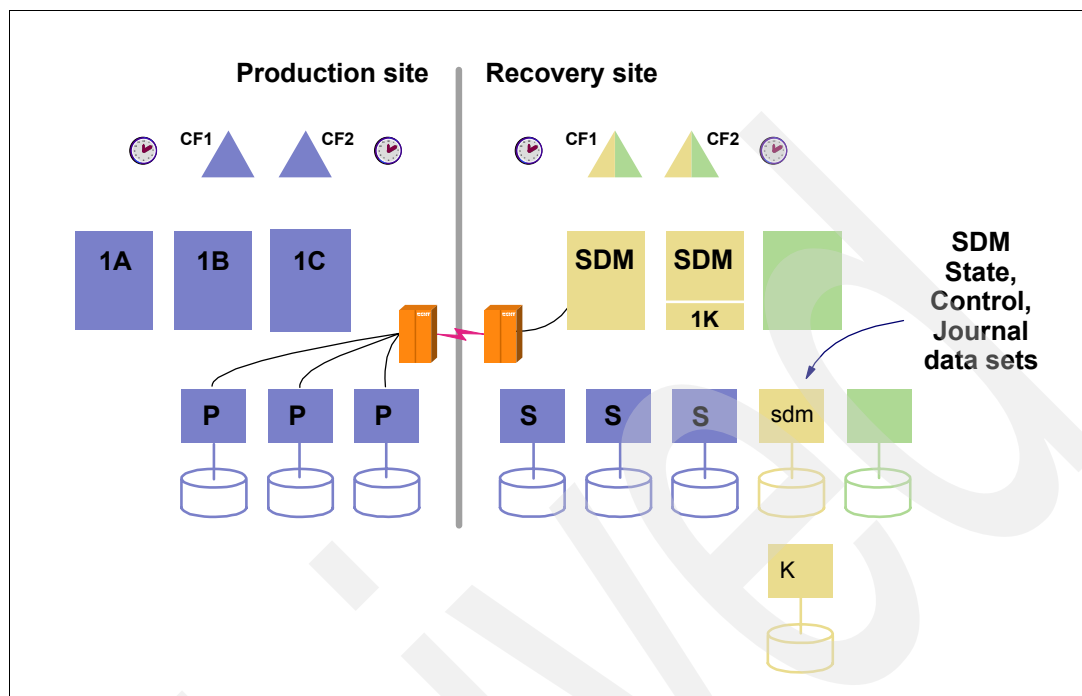 Production site
Recovery site
CF1
CF2
CF1
CF2
1A
1B
1C
SDM
SDM
1K
SDM
State,
Control,
Journal
data sets
P
P
P
S
S
S
sdm
K